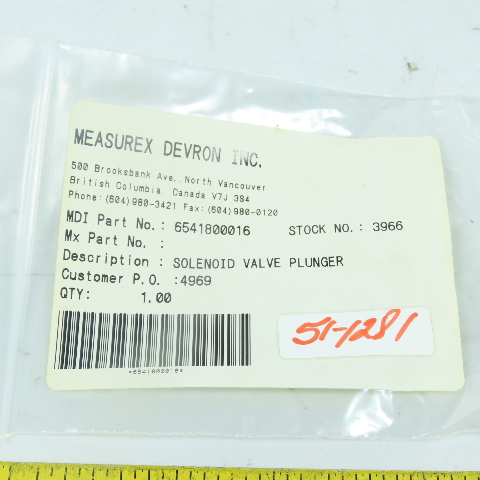 MEASUREX DEVRON INC.
500 Brooksbank Ave., North Vancouver
British Columbia, Canada V7J 3S4
Phone:(604)980-3421 Fax:(604)980-0120
MDI Part No.: 6541800016 STOCK NO.: 3966
Mx Part No. :
Description : SOLENOID VALVE PLUNGER
Customer P.O. :4969
QTY: 1.00
51-1281
*6541800016*